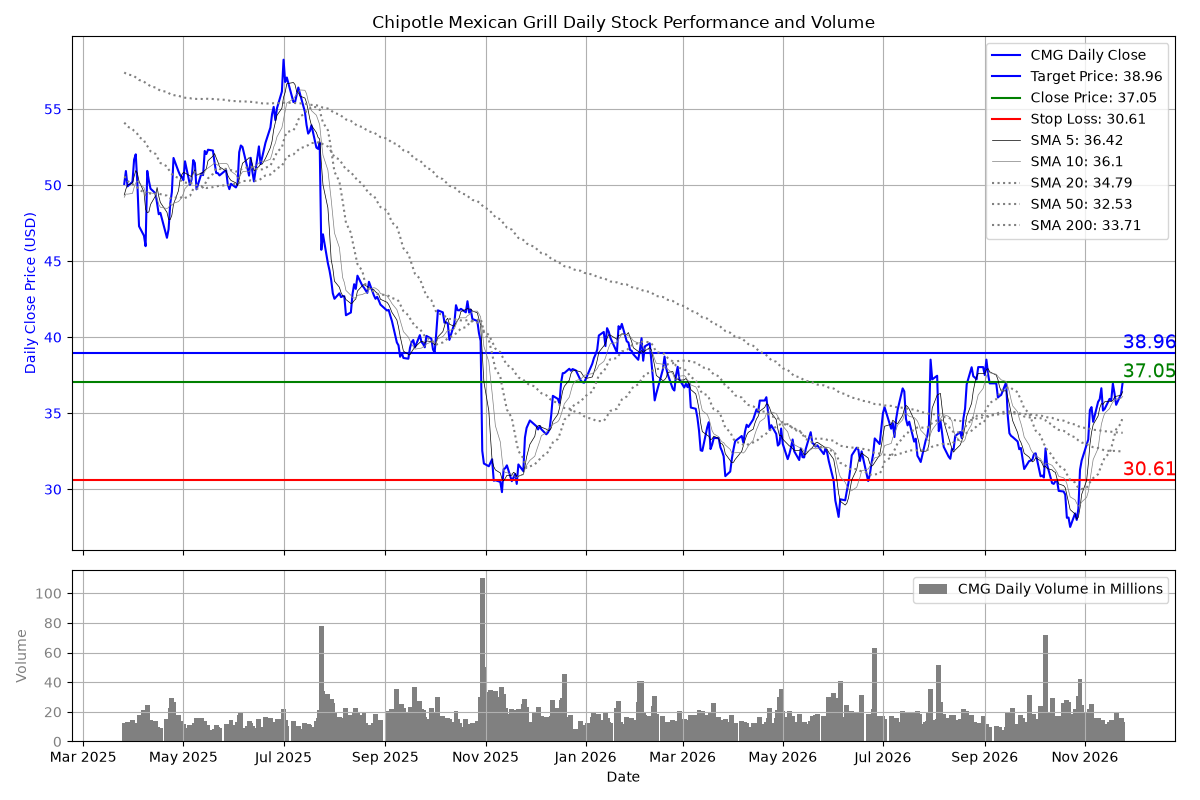 Chipotle Mexican Grill Daily Stock Performance and Volume
Daily Close Price (USD)
55
50
45
40
35
30
CMG Daily Close
Target Price: 38.96
Close Price: 37.05
Stop Loss: 30.61
SMA 5: 36.42
SMA 10: 36.1
SMA 20: 34.79
SMA 50: 32.53
SMA 200: 33.71
38.96
37.05
30.61
Volume
100
80
60
40
20
0
CMG Daily Volume in Millions
Mar 2025 May 2025 Jul 2025 Sep 2025 Nov 2025 Jan 2026 Mar 2026 May 2026 Jul 2026 Sep 2026 Nov 2026
Date